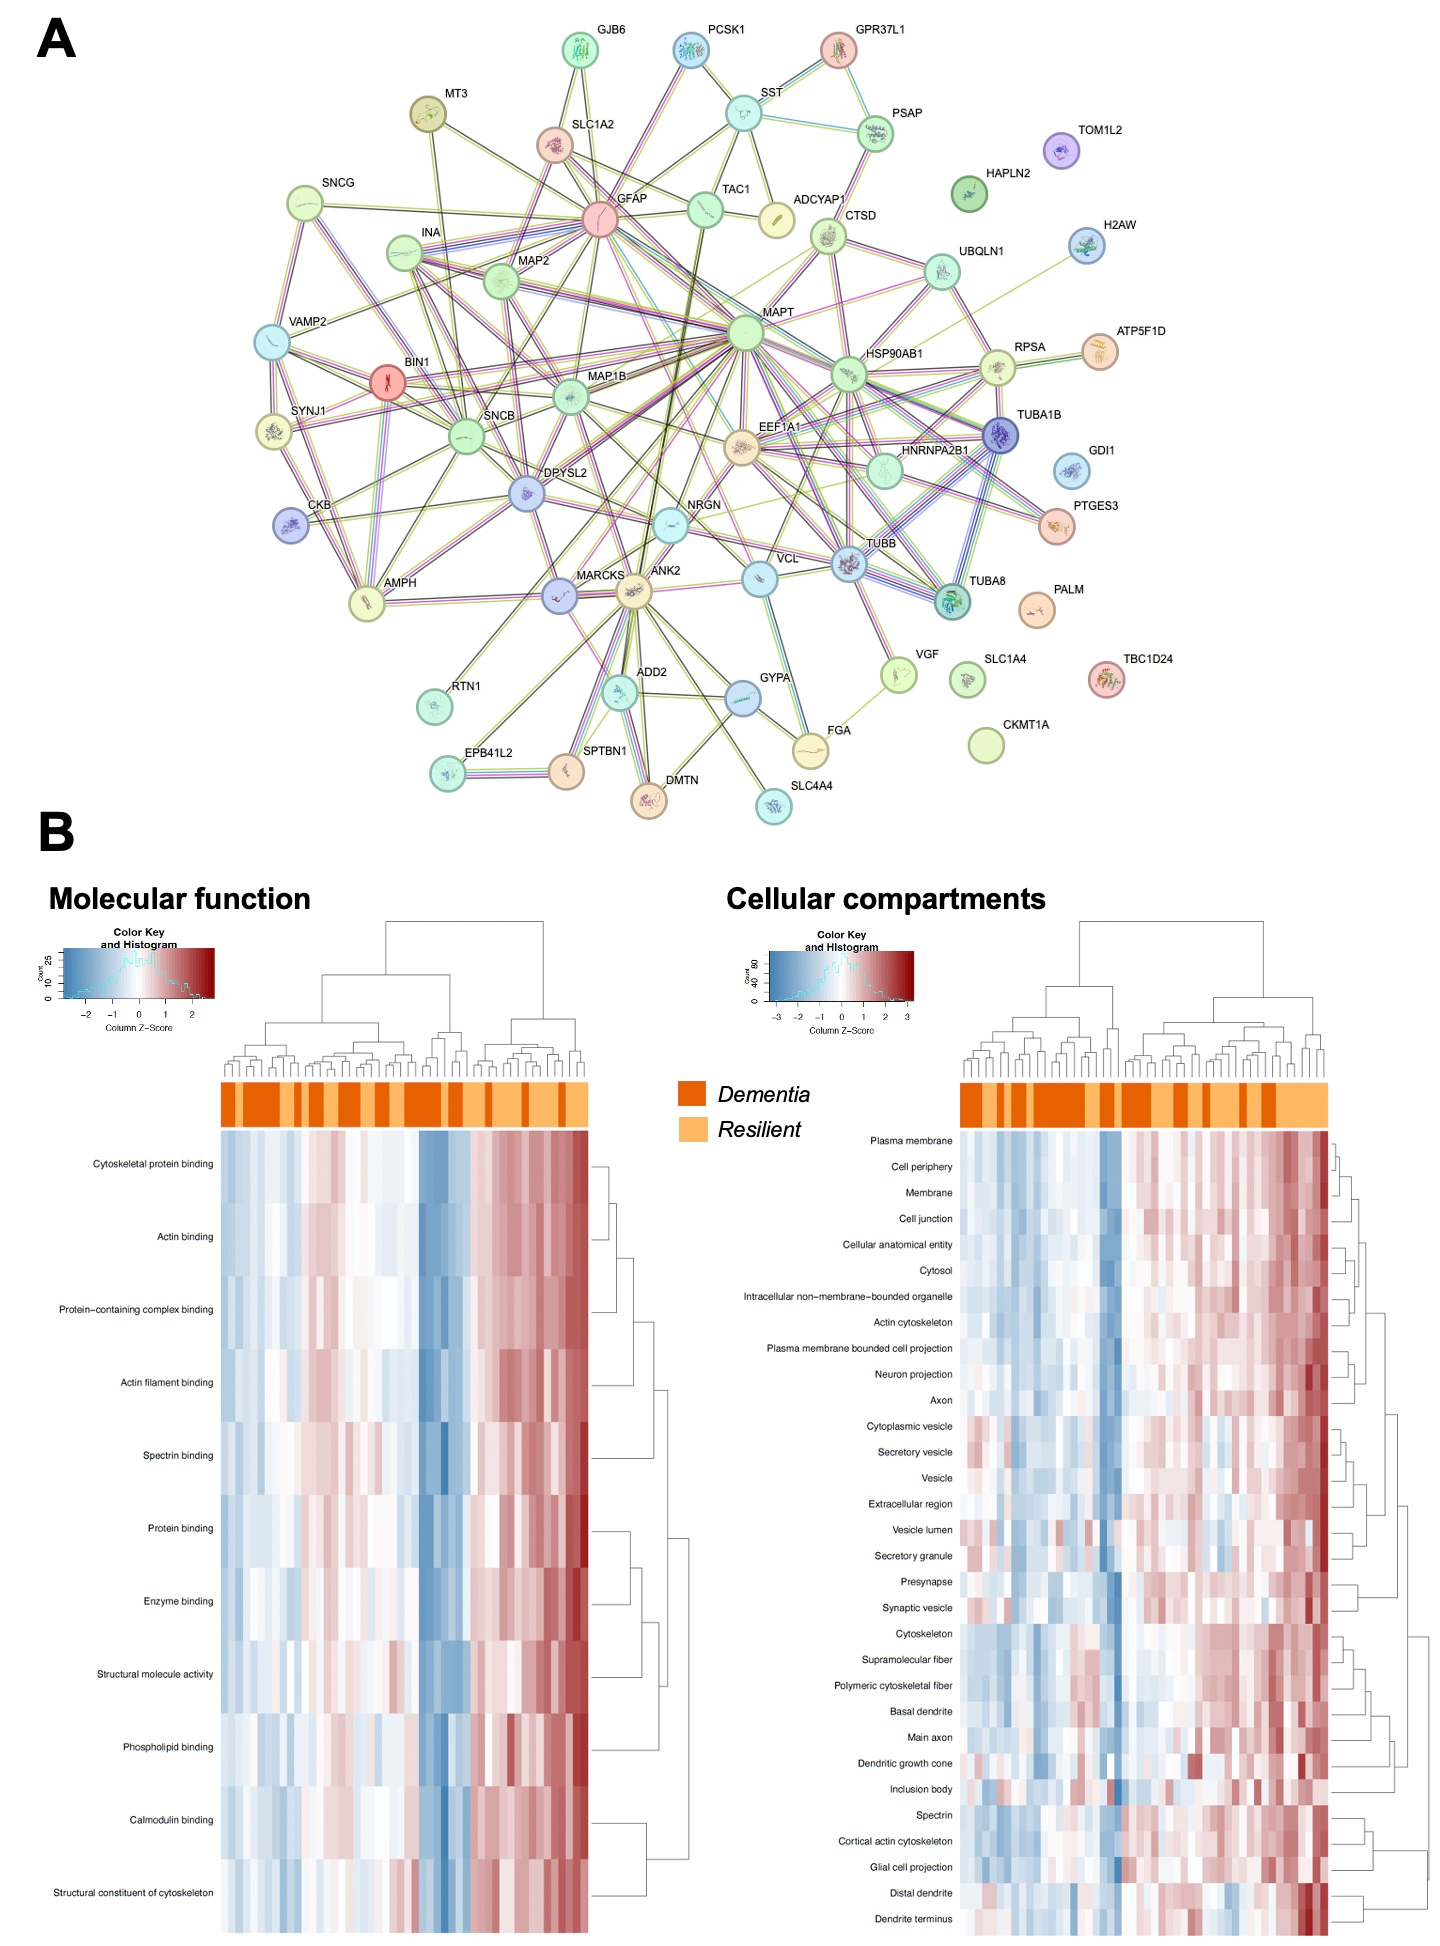 A
GJB6
PCSK1
GPR37L1
MT3
SST
SLC1A2
PSAP
TOM1L2
HAPLN2
SNCG
TAC1
GFAP
ADCYAP1
CTSD
H2AW
INA
UBQLN1
MAP2
MAPT
VAMP2
ATP5F1D
RPSA
HSP90AB1
BIN1
MAP1B
SYNJ1
SNCB
TUBA1B
EEF1A1
HNRNPA2B1
GDI1
DPYSL2
CKB
NRGN
PTGES3
TUBB
VCL
MARCKS
ANK2
AMPH
TUBA8
PALM
VGF
SLC1A4
TBC1D24
ADD2
GYPA
RTN1
CKMT1A
FGA
EPB41L2
SPTBN1
DMTN
SLC4A4
B
Molecular function
Color Key
and Histogram
Count
0 10 25
−2 −1 0 1 2
Column Z−Score
Cytoskeletal protein binding
Actin binding
Protein−containing complex binding
Actin filament binding
Spectrin binding
Protein binding
Enzyme binding
Structural molecule activity
Phospholipid binding
Calmodulin binding
Structural constituent of cytoskeleton
Dementia
Resilient
Cellular compartments
Color Key
and Histogram
Count
0 40 80
−3 −2 −1 0 1 2 3
Column Z−Score
Plasma membrane
Cell periphery
Membrane
Cell junction
Cellular anatomical entity
Cytosol
Intracellular non−membrane−bounded organelle
Actin cytoskeleton
Plasma membrane bounded cell projection
Neuron projection
Axon
Cytoplasmic vesicle
Secretory vesicle
Vesicle
Extracellular region
Vesicle lumen
Secretory granule
Presynapse
Synaptic vesicle
Cytoskeleton
Supramolecular fiber
Polymeric cytoskeletal fiber
Basal dendrite
Main axon
Dendritic growth cone
Inclusion body
Spectrin
Cortical actin cytoskeleton
Glial cell projection
Distal dendrite
Dendrite terminus